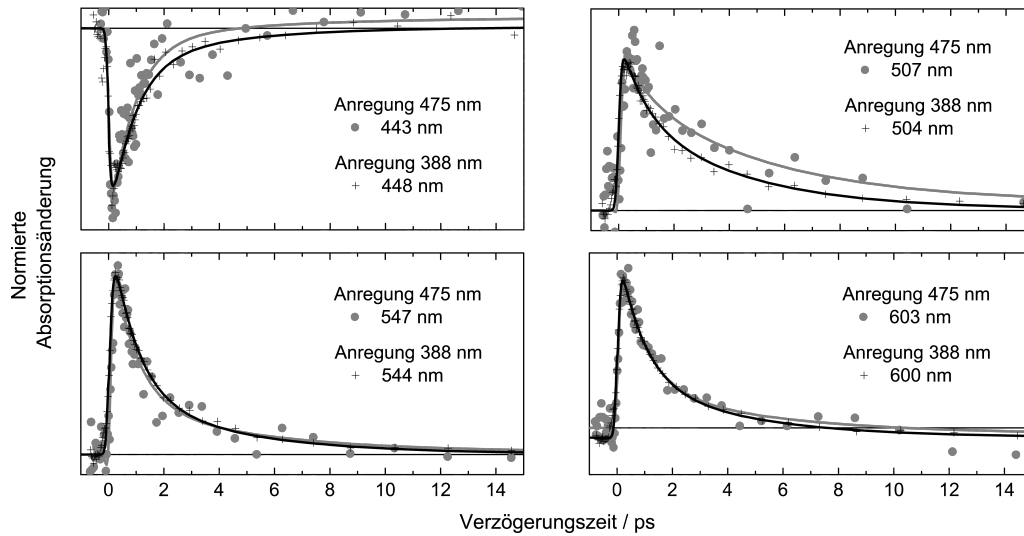 Normierte
Absorptionsänderung
Anregung 475 nm
443 nm
Anregung 388 nm
448 nm
Anregung 475 nm
507 nm
Anregung 388 nm
504 nm
Anregung 475 nm
547 nm
Anregung 388 nm
544 nm
0 2 4 6 8 10 12 14
Anregung 475 nm
603 nm
Anregung 388 nm
600 nm
0 2 4 6 8 10 12 14
Verzögerungszeit / ps